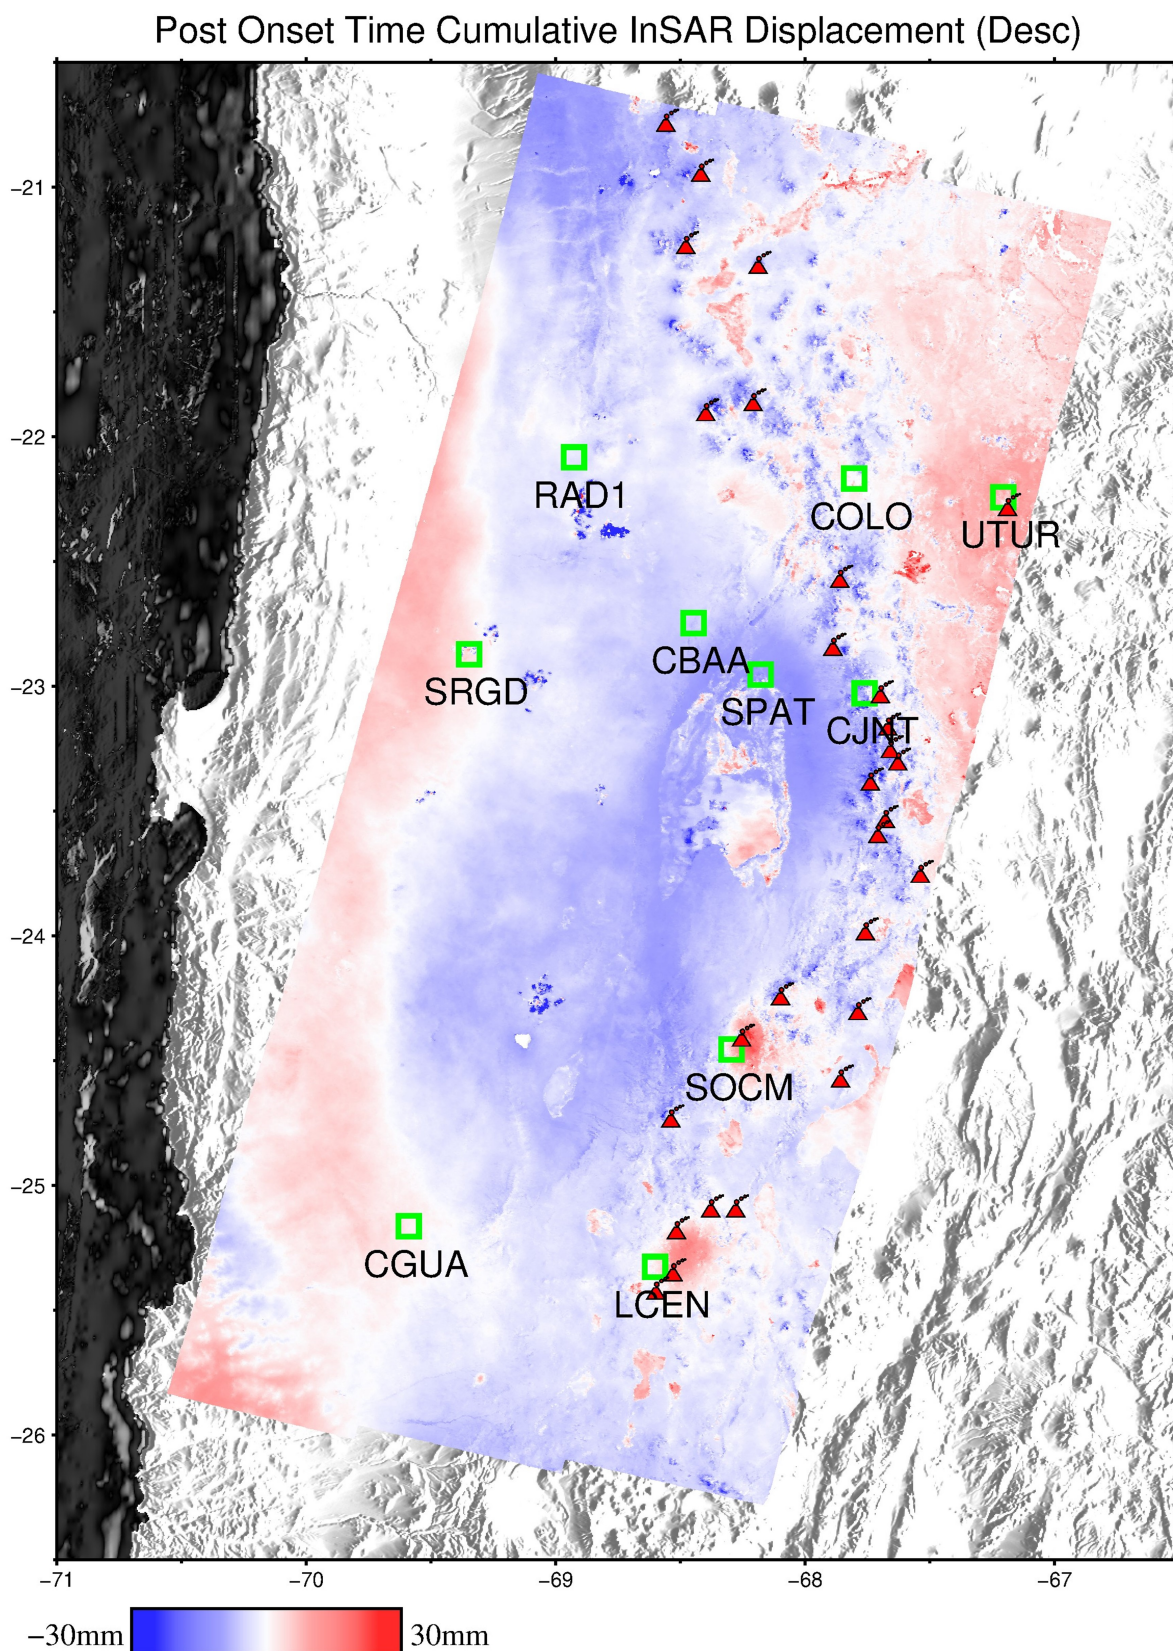 Post Onset Time Cumulative InSAR Displacement (Desc)
−21
−22
RAD1
COLO
UTUR
CBAA
−23
SRGD
SPAT
CJNT
−24
SOCM
−25
CGUA
LCEN
−26
−71 −70 −69 −68 −67
−30mm 30mm